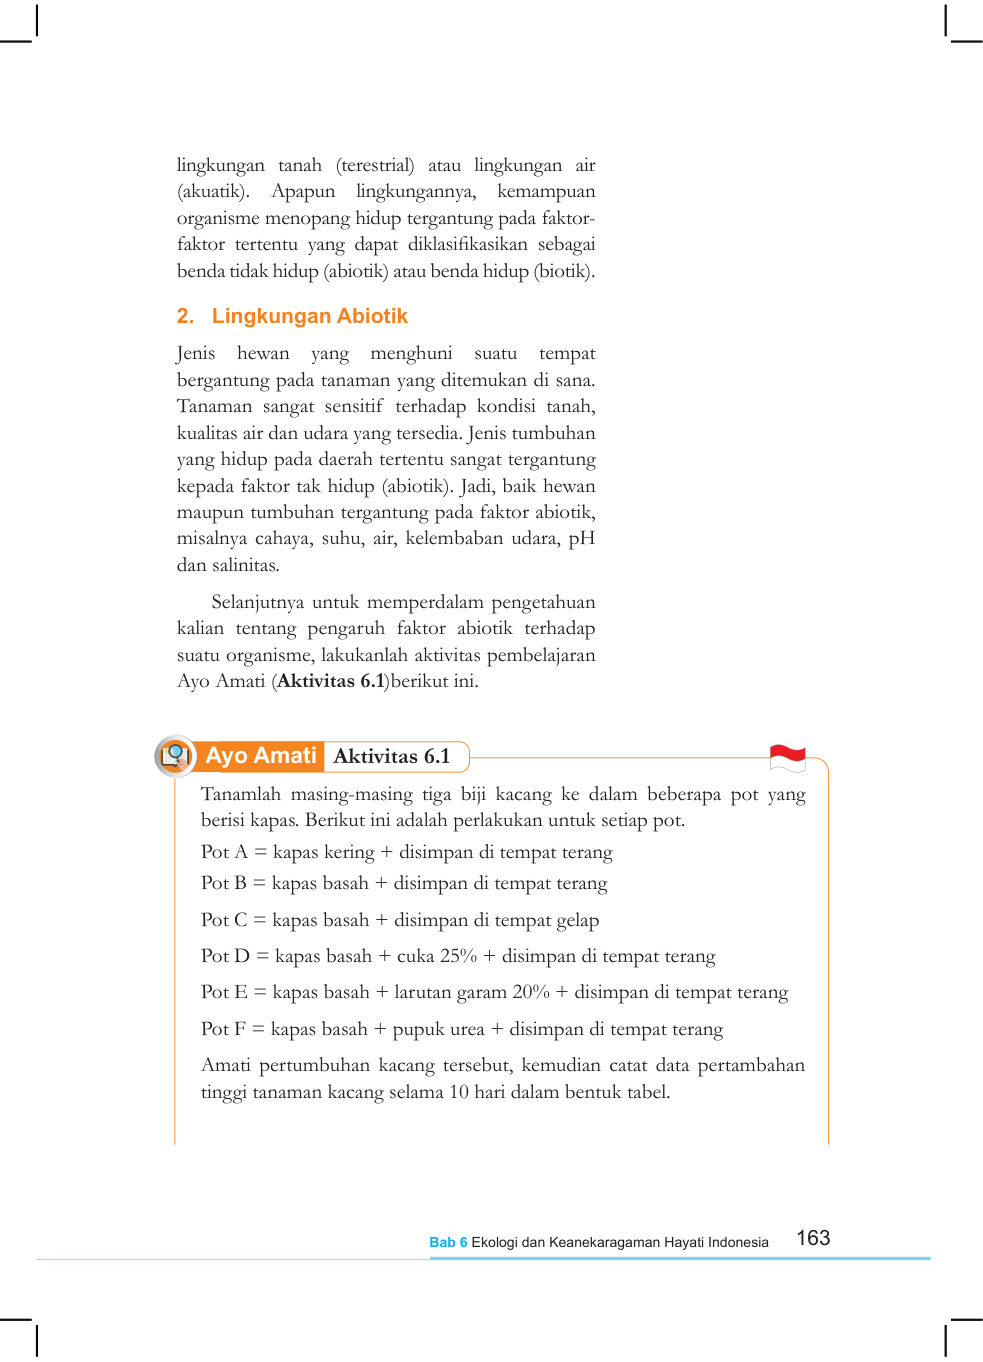 lingkungan tanah (terestrial) atau lingkungan air
(akuatik). Apapun lingkungannya, kemampuan
organisme menopang hidup tergantung pada faktor-
faktor tertentu yang dapat diklasifikasikan sebagai
benda tidak hidup (abiotik) atau benda hidup (biotik).
2. Lingkungan Abiotik
Jenis hewan yang menghuni suatu tempat
bergantung pada tanaman yang ditemukan di sana.
Tanaman sangat sensitif terhadap kondisi tanah,
kualitas air dan udara yang tersedia. Jenis tumbuhan
yang hidup pada daerah tertentu sangat tergantung
kepada faktor tak hidup (abiotik). Jadi, baik hewan
maupun tumbuhan tergantung pada faktor abiotik,
misalnya cahaya, suhu, air, kelembaban udara, pH
dan salinitas.
Selanjutnya untuk memperdalam pengetahuan
kalian tentang pengaruh faktor abiotik terhadap
suatu organisme, lakukanlah aktivitas pembelajaran
Ayo Amati (Aktivitas 6.1)berikut ini.
Ayo Amati Aktivitas 6.1
Tanamlah masing-masing tiga biji kacang ke dalam beberapa pot yang
berisi kapas. Berikut ini adalah perlakukan untuk setiap pot.
Pot A = kapas kering + disimpan di tempat terang
Pot B = kapas basah + disimpan di tempat terang
Pot C = kapas basah + disimpan di tempat gelap
Pot D = kapas basah + cuka 25% + disimpan di tempat terang
Pot E = kapas basah + larutan garam 20% + disimpan di tempat terang
Pot F = kapas basah + pupuk urea + disimpan di tempat terang
Amati pertumbuhan kacang tersebut, kemudian catat data pertambahan
tinggi tanaman kacang selama 10 hari dalam bentuk tabel.
Bab 6 Ekologi dan Keanekaragaman Hayati Indonesia 163